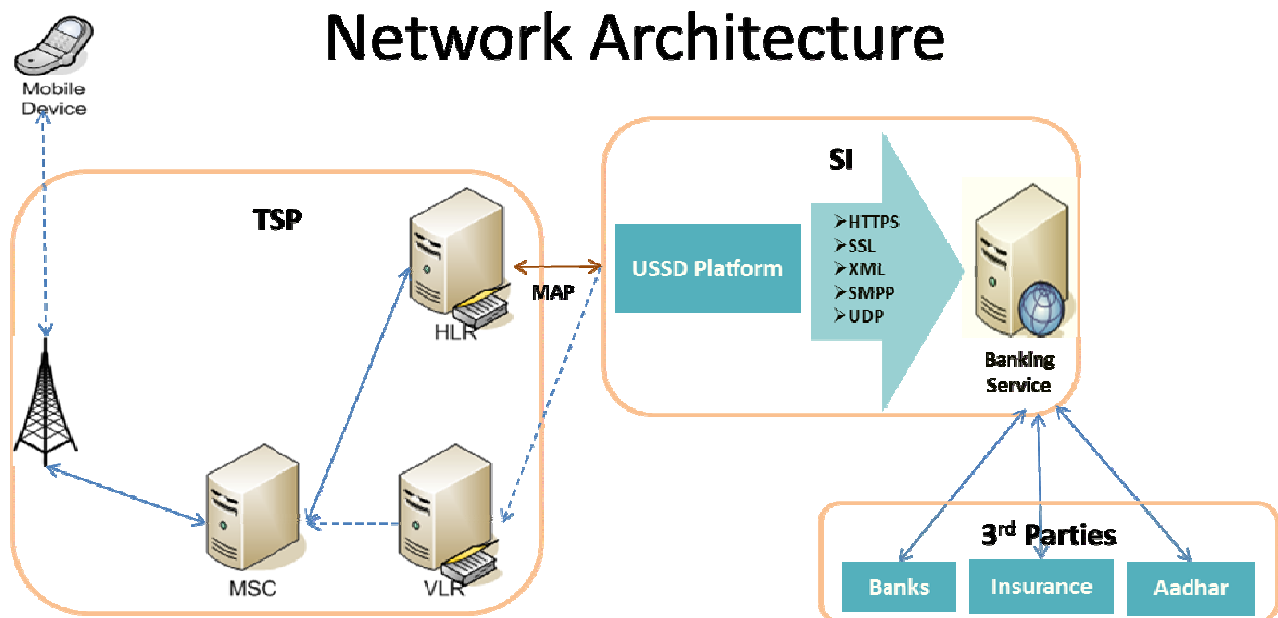 Network Architecture
Mobile
Device
TSP
HLR
MSC
VLR
MAP
SI
USSD Platform
➢HTTPS
➢SSL
➢XML
➢SMPP
➢UDP
Banking
Service
3rd Parties
Banks
Insurance
Aadhar